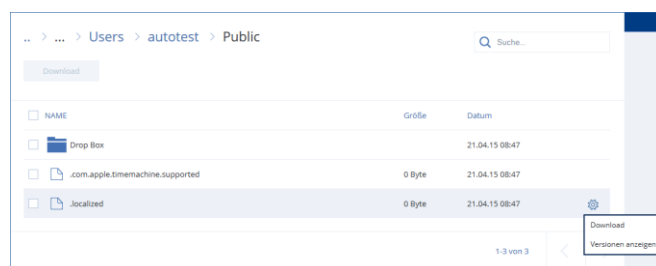 .. > ... > Users > autotest > Public
Suche..
Download
NAME Größe Datum
Drop Box 21.04.15 08:47
.com.apple.timemachine.supported 0 Byte 21.04.15 08:47
.localized 0 Byte 21.04.15 08:47
Download
Versionen anzeigen
1-3 von 3